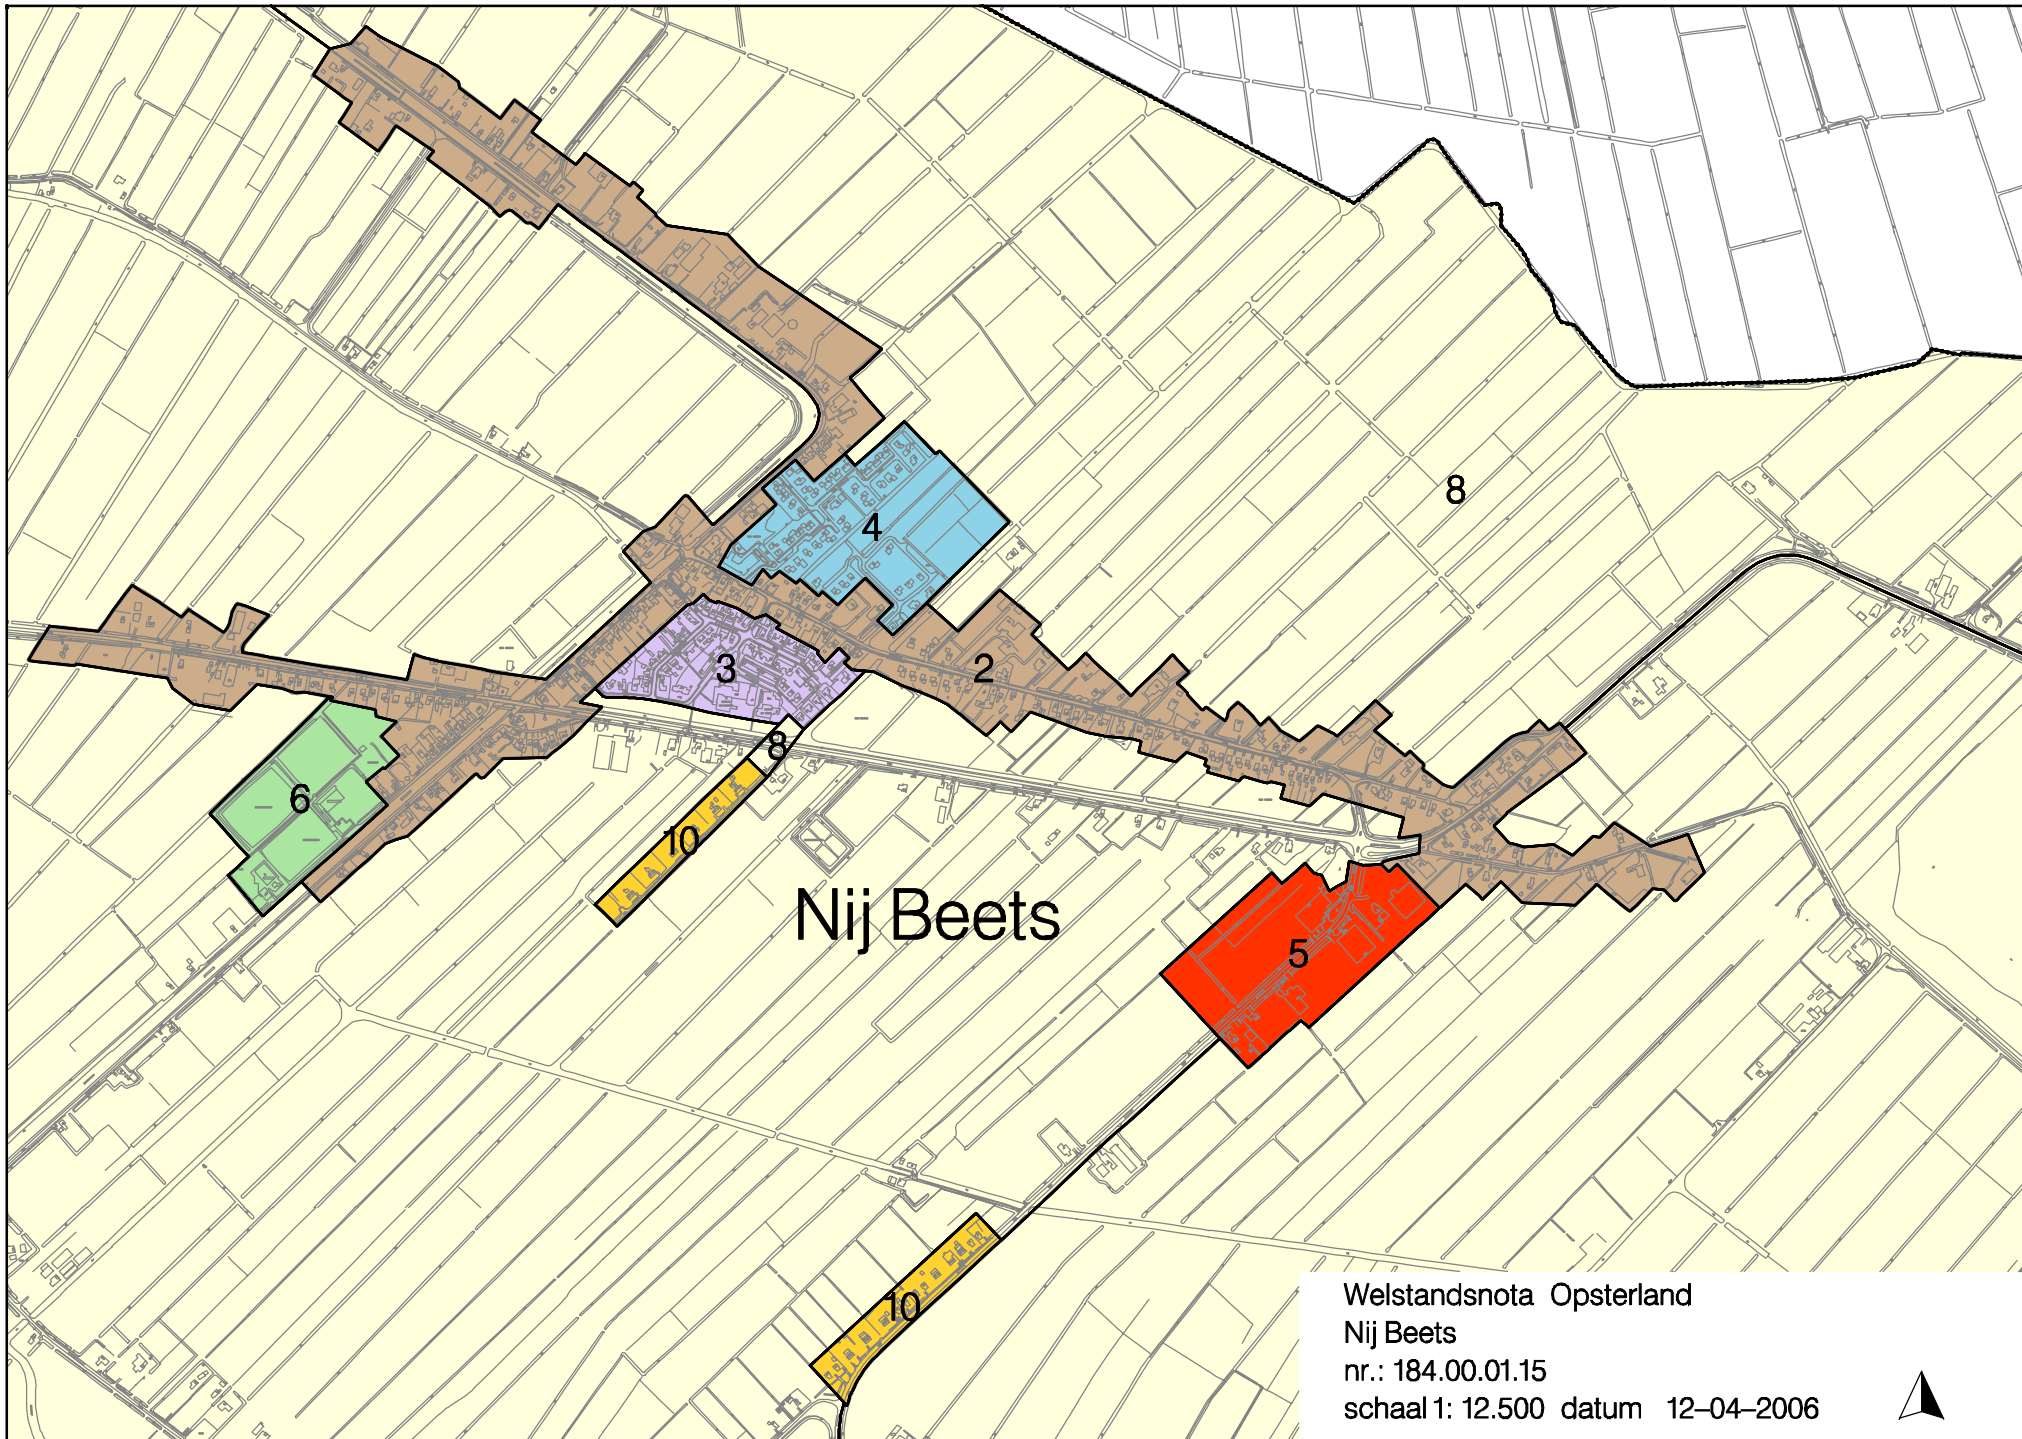 8
4
2
3
8
6
10
Nij Beets
5
10
Welstandsnota Opsterland
Nij Beets
nr.: 184.00.01.15
schaal 1: 12.500 datum 12-04-2006